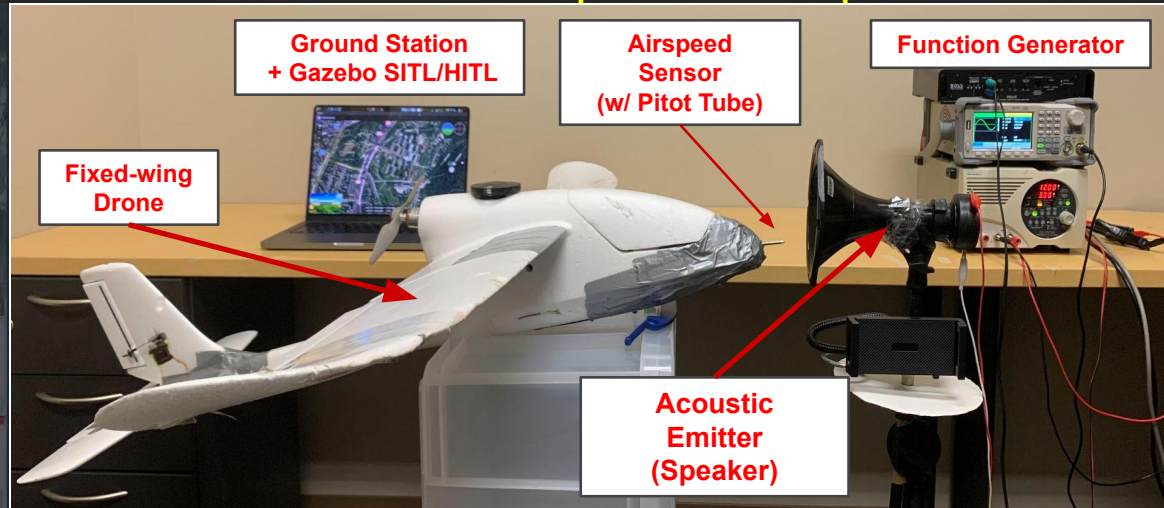 Ground Station
+ Gazebo SITL/HITL
Airspeed
Sensor
(w/ Pitot Tube)
Function Generator
Fixed-wing
Drone
Acoustic
Emitter
(Speaker)